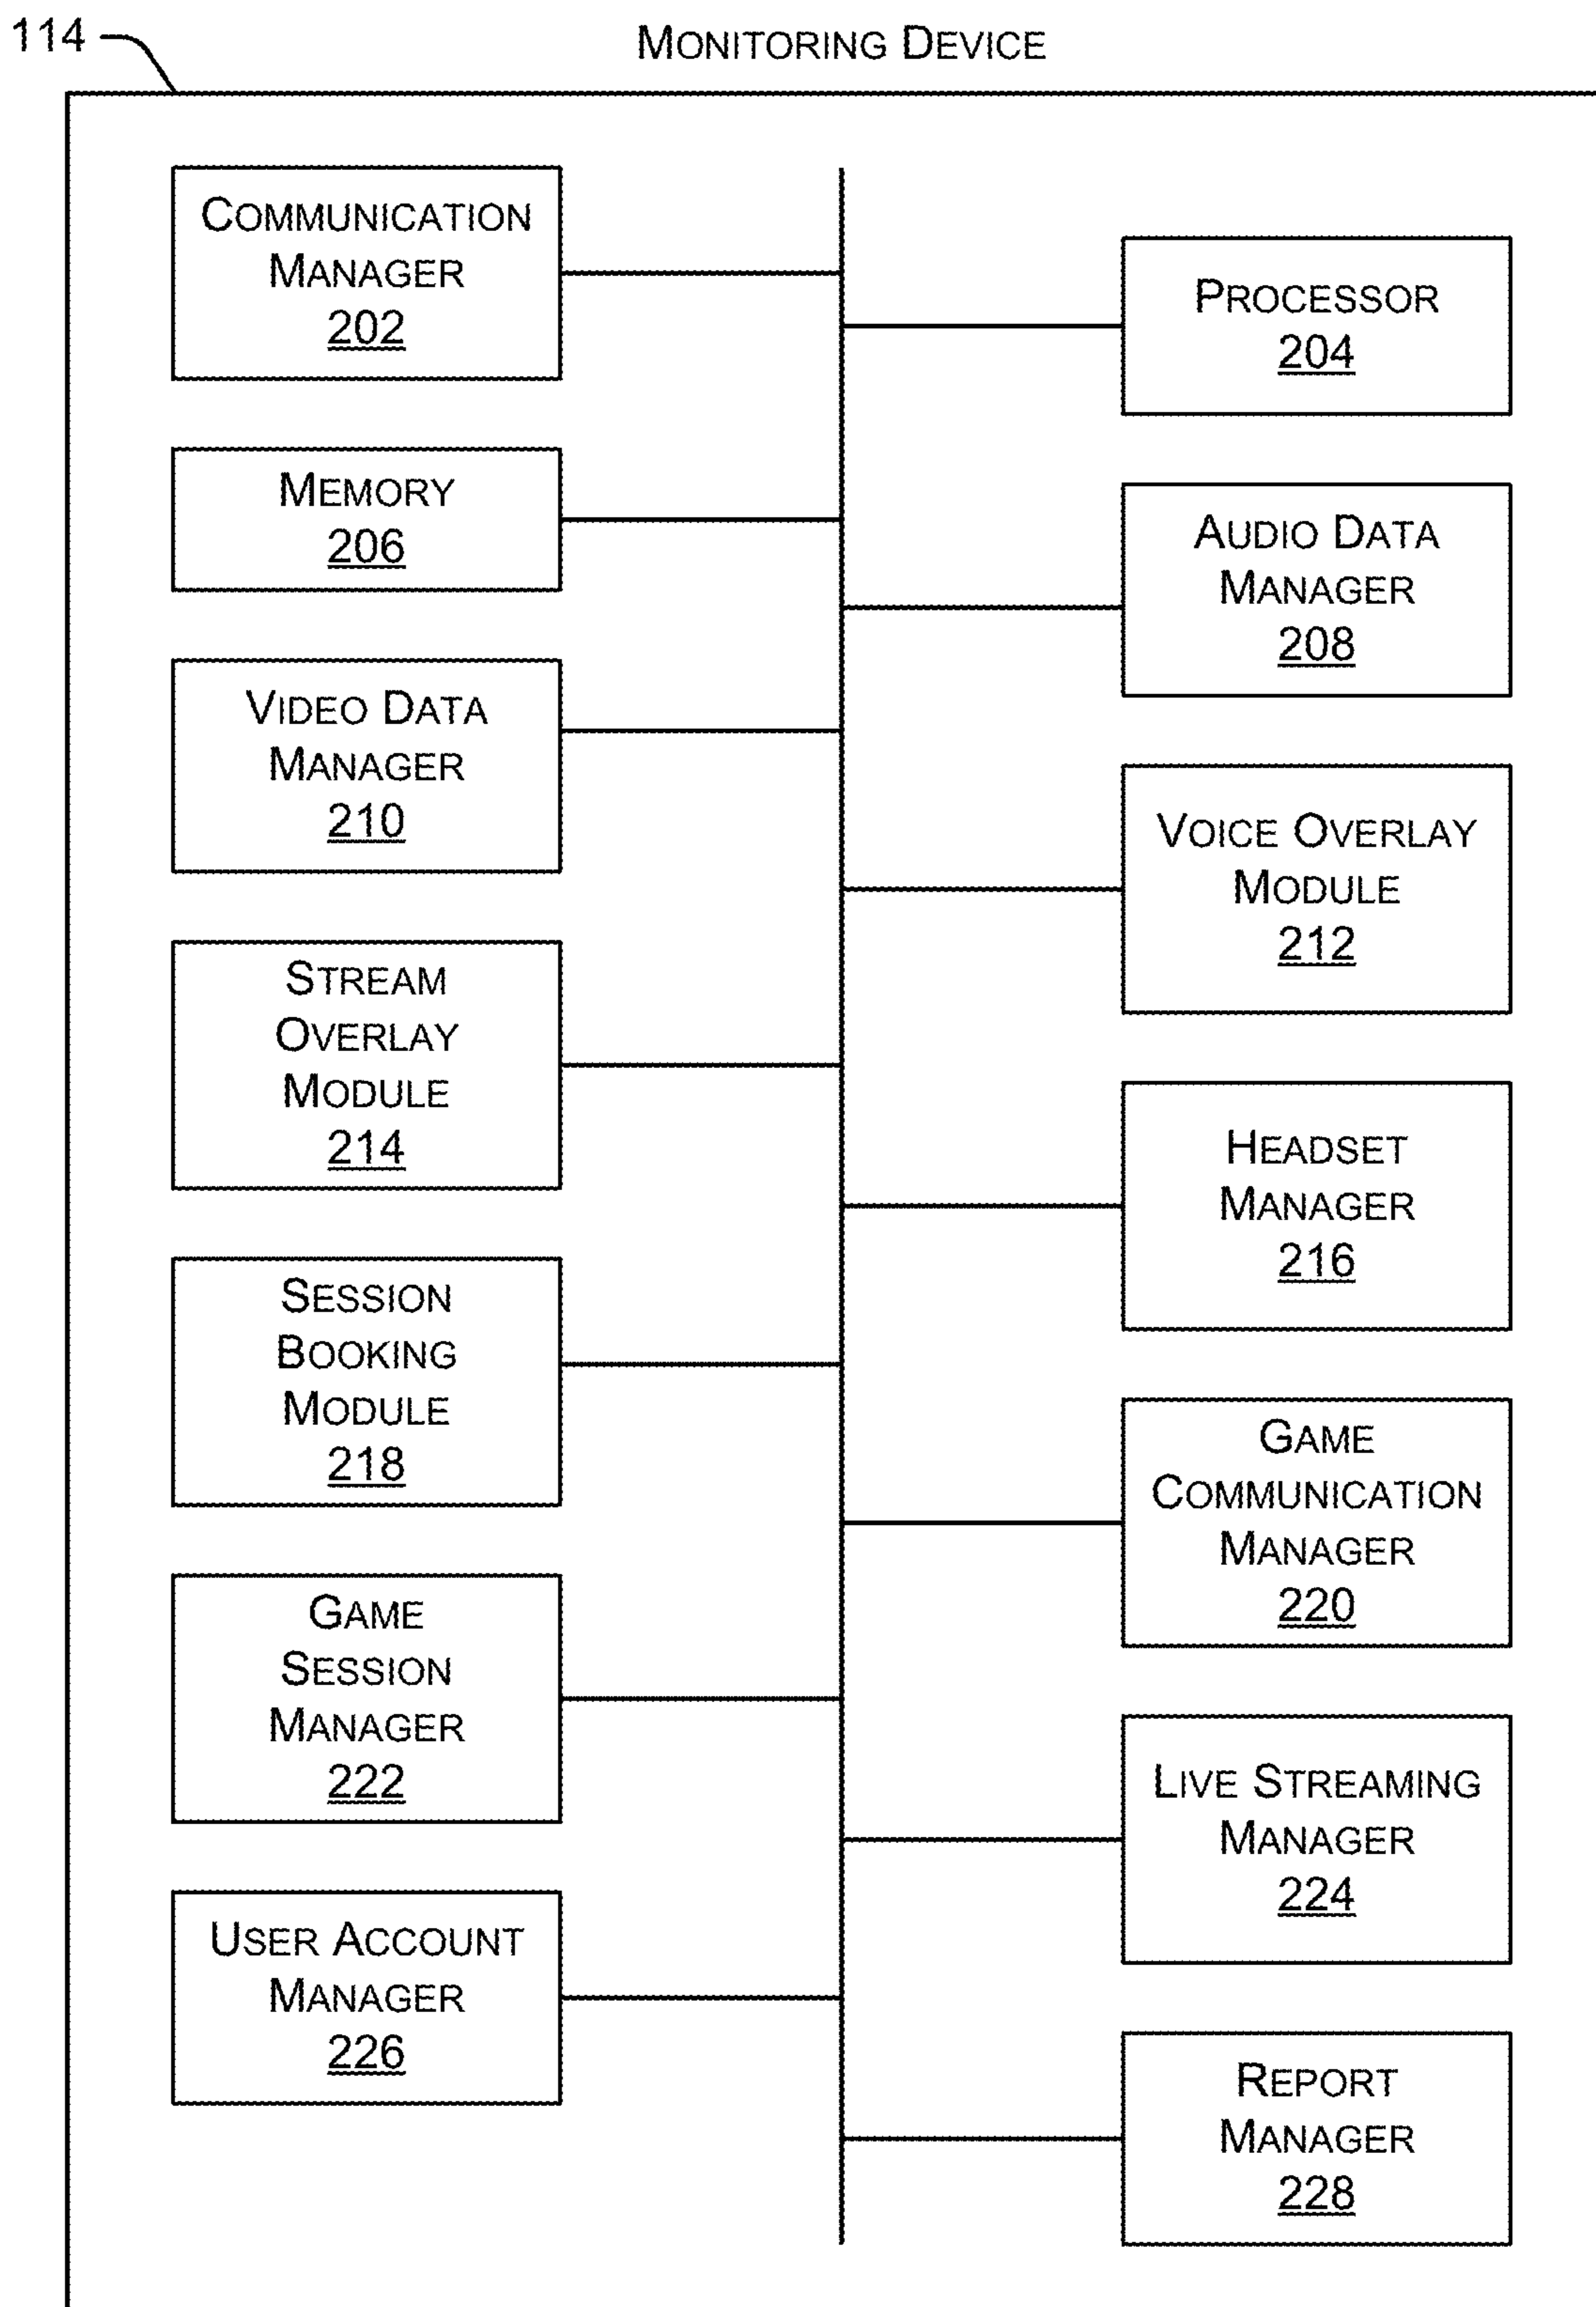 114
MONITORING DEVICE
COMMUNICATION
MANAGER
202
PROCESSOR
204
MEMORY
206
AUDIO DATA
MANAGER
208
VIDEO DATA
MANAGER
210
VOICE OVERLAY
MODULE
212
STREAM
OVERLAY
MODULE
214
HEADSET
MANAGER
216
SESSION
BOOKING
MODULE
218
GAME
COMMUNICATION
MANAGER
220
GAME
SESSION
MANAGER
222
LIVE STREAMING
MANAGER
224
USER ACCOUNT
MANAGER
226
REPORT
MANAGER
228